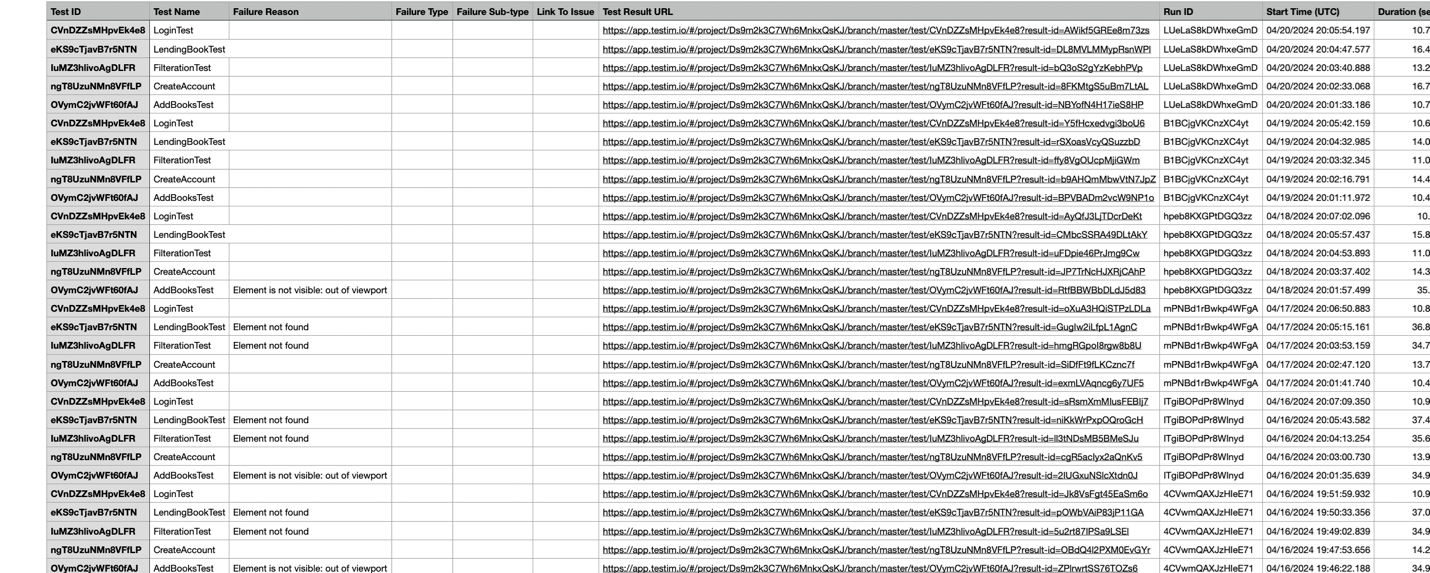 Test ID Test Name Failure Reason Failure Type Failure Sub-type Link To Issue Test Result URL Run ID Start Time (UTC) Duration (se
CVnDZZsMHpvEk4e8 LoginTest https://app.testim.io/#/project/Ds9m2k3C7Wh6MnkxQsKJ/branch/master/test/CVnDZZsMHpvEk4e8?result-id=AWikf5GREe8m73zs LUeLaS8kDWhxeGmD 04/20/2024 20:05:54.197 10.7
eKS9cTjavB7r5NTN LendingBookTest https://app.testim.io/#/project/Ds9m2k3C7Wh6MnkxQsKJ/branch/master/test/eKS9cTjavB7r5NTN?result-id=DL8MVLMMypRsnWPl LUeLaS8kDWhxeGmD 04/20/2024 20:04:47.577 16.4
IuMZ3hlivoAgDLFR FilterationTest https://app.testim.io/#/project/Ds9m2k3C7Wh6MnkxQsKJ/branch/master/test/IuMZ3hlivoAgDLFR?result-id=bQ3oS2gYzKebhPVp LUeLaS8kDWhxeGmD 04/20/2024 20:03:40.888 13.2
ngT8UzuNMn8VFfLP CreateAccount https://app.testim.io/#/project/Ds9m2k3C7Wh6MnkxQsKJ/branch/master/test/ngT8UzuNMn8VFfLP?result-id=8FKMtgS5uBm7LtAL LUeLaS8kDWhxeGmD 04/20/2024 20:02:33.068 16.7
OVymC2jvWFt60fAJ AddBooksTest https://app.testim.io/#/project/Ds9m2k3C7Wh6MnkxQsKJ/branch/master/test/OVymC2jvWFt60fAJ?result-id=NBYofN4H17ieS8HP LUeLaS8kDWhxeGmD 04/20/2024 20:01:33.186 10.7
CVnDZZsMHpvEk4e8 LoginTest https://app.testim.io/#/project/Ds9m2k3C7Wh6MnkxQsKJ/branch/master/test/CVnDZZsMHpvEk4e8?result-id=Y5fHcxedvgi3boU6 B1BCjgVKCnzXC4yt 04/19/2024 20:05:42.159 10.6
eKS9cTjavB7r5NTN LendingBookTest https://app.testim.io/#/project/Ds9m2k3C7Wh6MnkxQsKJ/branch/master/test/eKS9cTjavB7r5NTN?result-id=rSXoasVcyQSuzzbD B1BCjgVKCnzXC4yt 04/19/2024 20:04:32.985 14.0
IuMZ3hlivoAgDLFR FilterationTest https://app.testim.io/#/project/Ds9m2k3C7Wh6MnkxQsKJ/branch/master/test/IuMZ3hlivoAgDLFR?result-id=ffy8VgOUcpMjiGWm B1BCjgVKCnzXC4yt 04/19/2024 20:03:32.345 11.0
ngT8UzuNMn8VFfLP CreateAccount https://app.testim.io/#/project/Ds9m2k3C7Wh6MnkxQsKJ/branch/master/test/ngT8UzuNMn8VFfLP?result-id=b9AHQmMbwVtN7JpZ B1BCjgVKCnzXC4yt 04/19/2024 20:02:16.791 14.4
OVymC2jvWFt60fAJ AddBooksTest https://app.testim.io/#/project/Ds9m2k3C7Wh6MnkxQsKJ/branch/master/test/OVymC2jvWFt60fAJ?result-id=BPVBADm2vcW9NP1o B1BCjgVKCnzXC4yt 04/19/2024 20:01:11.972 10.4
CVnDZZsMHpvEk4e8 LoginTest https://app.testim.io/#/project/Ds9m2k3C7Wh6MnkxQsKJ/branch/master/test/CVnDZZsMHpvEk4e8?result-id=AyQfJ3LjTDcrDeKt hpeb8KXGPtDGQ3zz 04/18/2024 20:07:02.096 10.
eKS9cTjavB7r5NTN LendingBookTest https://app.testim.io/#/project/Ds9m2k3C7Wh6MnkxQsKJ/branch/master/test/eKS9cTjavB7r5NTN?result-id=CMbcSSRA49DLtAkY hpeb8KXGPtDGQ3zz 04/18/2024 20:05:57.437 15.8
IuMZ3hlivoAgDLFR FilterationTest https://app.testim.io/#/project/Ds9m2k3C7Wh6MnkxQsKJ/branch/master/test/IuMZ3hlivoAgDLFR?result-id=uFDpie46PrJmg9Cw hpeb8KXGPtDGQ3zz 04/18/2024 20:04:53.893 11.0
ngT8UzuNMn8VFfLP CreateAccount https://app.testim.io/#/project/Ds9m2k3C7Wh6MnkxQsKJ/branch/master/test/ngT8UzuNMn8VFfLP?result-id=JP7TrNcHJXRjCAhP hpeb8KXGPtDGQ3zz 04/18/2024 20:03:37.402 14.3
OVymC2jvWFt60fAJ AddBooksTest Element is not visible: out of viewport https://app.testim.io/#/project/Ds9m2k3C7Wh6MnkxQsKJ/branch/master/test/OVymC2jvWFt60fAJ?result-id=RtfBBWBbDLdJ5d83 hpeb8KXGPtDGQ3zz 04/18/2024 20:01:57.499 35.
CVnDZZsMHpvEk4e8 LoginTest https://app.testim.io/#/project/Ds9m2k3C7Wh6MnkxQsKJ/branch/master/test/CVnDZZsMHpvEk4e8?result-id=oXuA3HQiSTPzLDLa mPNBd1rBwkp4WFgA 04/17/2024 20:06:50.883 10.8
eKS9cTjavB7r5NTN LendingBookTest Element not found https://app.testim.io/#/project/Ds9m2k3C7Wh6MnkxQsKJ/branch/master/test/eKS9cTjavB7r5NTN?result-id=GugIw2iLfpL1AgnC mPNBd1rBwkp4WFgA 04/17/2024 20:05:15.161 36.8
IuMZ3hlivoAgDLFR FilterationTest Element not found https://app.testim.io/#/project/Ds9m2k3C7Wh6MnkxQsKJ/branch/master/test/IuMZ3hlivoAgDLFR?result-id=hmgRGpoI8rgw8b8U mPNBd1rBwkp4WFgA 04/17/2024 20:03:53.159 34.7
ngT8UzuNMn8VFfLP CreateAccount https://app.testim.io/#/project/Ds9m2k3C7Wh6MnkxQsKJ/branch/master/test/ngT8UzuNMn8VFfLP?result-id=SiDfFt9fLKCznc7f mPNBd1rBwkp4WFgA 04/17/2024 20:02:47.120 13.7
OVymC2jvWFt60fAJ AddBooksTest https://app.testim.io/#/project/Ds9m2k3C7Wh6MnkxQsKJ/branch/master/test/OVymC2jvWFt60fAJ?result-id=exmLVAqncg6y7UF5 mPNBd1rBwkp4WFgA 04/17/2024 20:01:41.740 10.4
CVnDZZsMHpvEk4e8 LoginTest https://app.testim.io/#/project/Ds9m2k3C7Wh6MnkxQsKJ/branch/master/test/CVnDZZsMHpvEk4e8?result-id=sRsmXmMIusFEBlj7 ITgiBOPdPr8Wlnyd 04/16/2024 20:07:09.350 10.9
eKS9cTjavB7r5NTN LendingBookTest Element not found https://app.testim.io/#/project/Ds9m2k3C7Wh6MnkxQsKJ/branch/master/test/eKS9cTjavB7r5NTN?result-id=niKkWrPxpOQroGcH ITgiBOPdPr8Wlnyd 04/16/2024 20:05:43.582 37.4
IuMZ3hlivoAgDLFR FilterationTest Element not found https://app.testim.io/#/project/Ds9m2k3C7Wh6MnkxQsKJ/branch/master/test/IuMZ3hlivoAgDLFR?result-id=Il3tNDsMB5BMeSJu ITgiBOPdPr8Wlnyd 04/16/2024 20:04:13.254 35.6
ngT8UzuNMn8VFfLP CreateAccount https://app.testim.io/#/project/Ds9m2k3C7Wh6MnkxQsKJ/branch/master/test/ngT8UzuNMn8VFfLP?result-id=cgR5acIyx2aQnKv5 ITgiBOPdPr8Wlnyd 04/16/2024 20:03:00.730 13.9
OVymC2jvWFt60fAJ AddBooksTest Element is not visible: out of viewport https://app.testim.io/#/project/Ds9m2k3C7Wh6MnkxQsKJ/branch/master/test/OVymC2jvWFt60fAJ?result-id=2IUGxuNSlcXtdn0J ITgiBOPdPr8Wlnyd 04/16/2024 20:01:35.639 34.9
CVnDZZsMHpvEk4e8 LoginTest https://app.testim.io/#/project/Ds9m2k3C7Wh6MnkxQsKJ/branch/master/test/CVnDZZsMHpvEk4e8?result-id=Jk8VsFgt45EaSm6o 4CVwmQAXJzHIeE71 04/16/2024 19:51:59.932 10.9
eKS9cTjavB7r5NTN LendingBookTest Element not found https://app.testim.io/#/project/Ds9m2k3C7Wh6MnkxQsKJ/branch/master/test/eKS9cTjavB7r5NTN?result-id=pOWbVAiP83jP11GA 4CVwmQAXJzHIeE71 04/16/2024 19:50:33.356 37.0
IuMZ3hlivoAgDLFR FilterationTest Element not found https://app.testim.io/#/project/Ds9m2k3C7Wh6MnkxQsKJ/branch/master/test/IuMZ3hlivoAgDLFR?result-id=5u2rt87IPSa9LSEl 4CVwmQAXJzHIeE71 04/16/2024 19:49:02.839 34.9
ngT8UzuNMn8VFfLP CreateAccount https://app.testim.io/#/project/Ds9m2k3C7Wh6MnkxQsKJ/branch/master/test/ngT8UzuNMn8VFfLP?result-id=OBdQ4l2PXM0EvGYr 4CVwmQAXJzHIeE71 04/16/2024 19:47:53.656 14.2
OVymC2jvWFt60fAJ AddBooksTest Element is not visible: out of viewport https://app.testim.io/#/project/Ds9m2k3C7Wh6MnkxQsKJ/branch/master/test/OVymC2jvWFt60fAJ?result-id=ZPlrwrtSS76TOZs6 4CVwmQAXJzHIeE71 04/16/2024 19:46:22.188 34.9